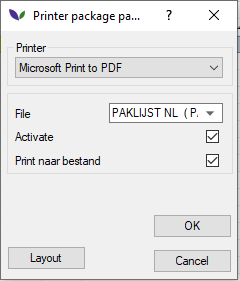 Printer package pa...
Printer
Microsoft Print to PDF
File
PAKLIJST NL ( P.
Activate
Print naar bestand
OK
Layout
Cancel